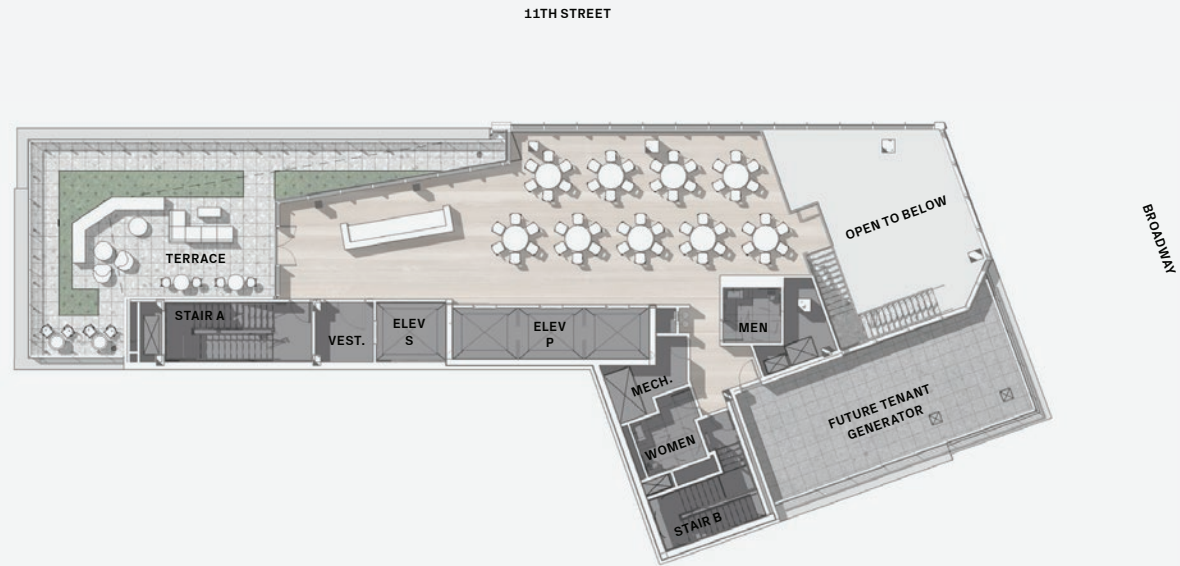 11TH STREET
BROADWAY
OPEN TO BELOW
TERRACE
STAIR A
VEST.
ELEV
S
ELEV
P
MEN
MECH.
FUTURE TENANT
GENERATOR
WOMEN
STAIR B